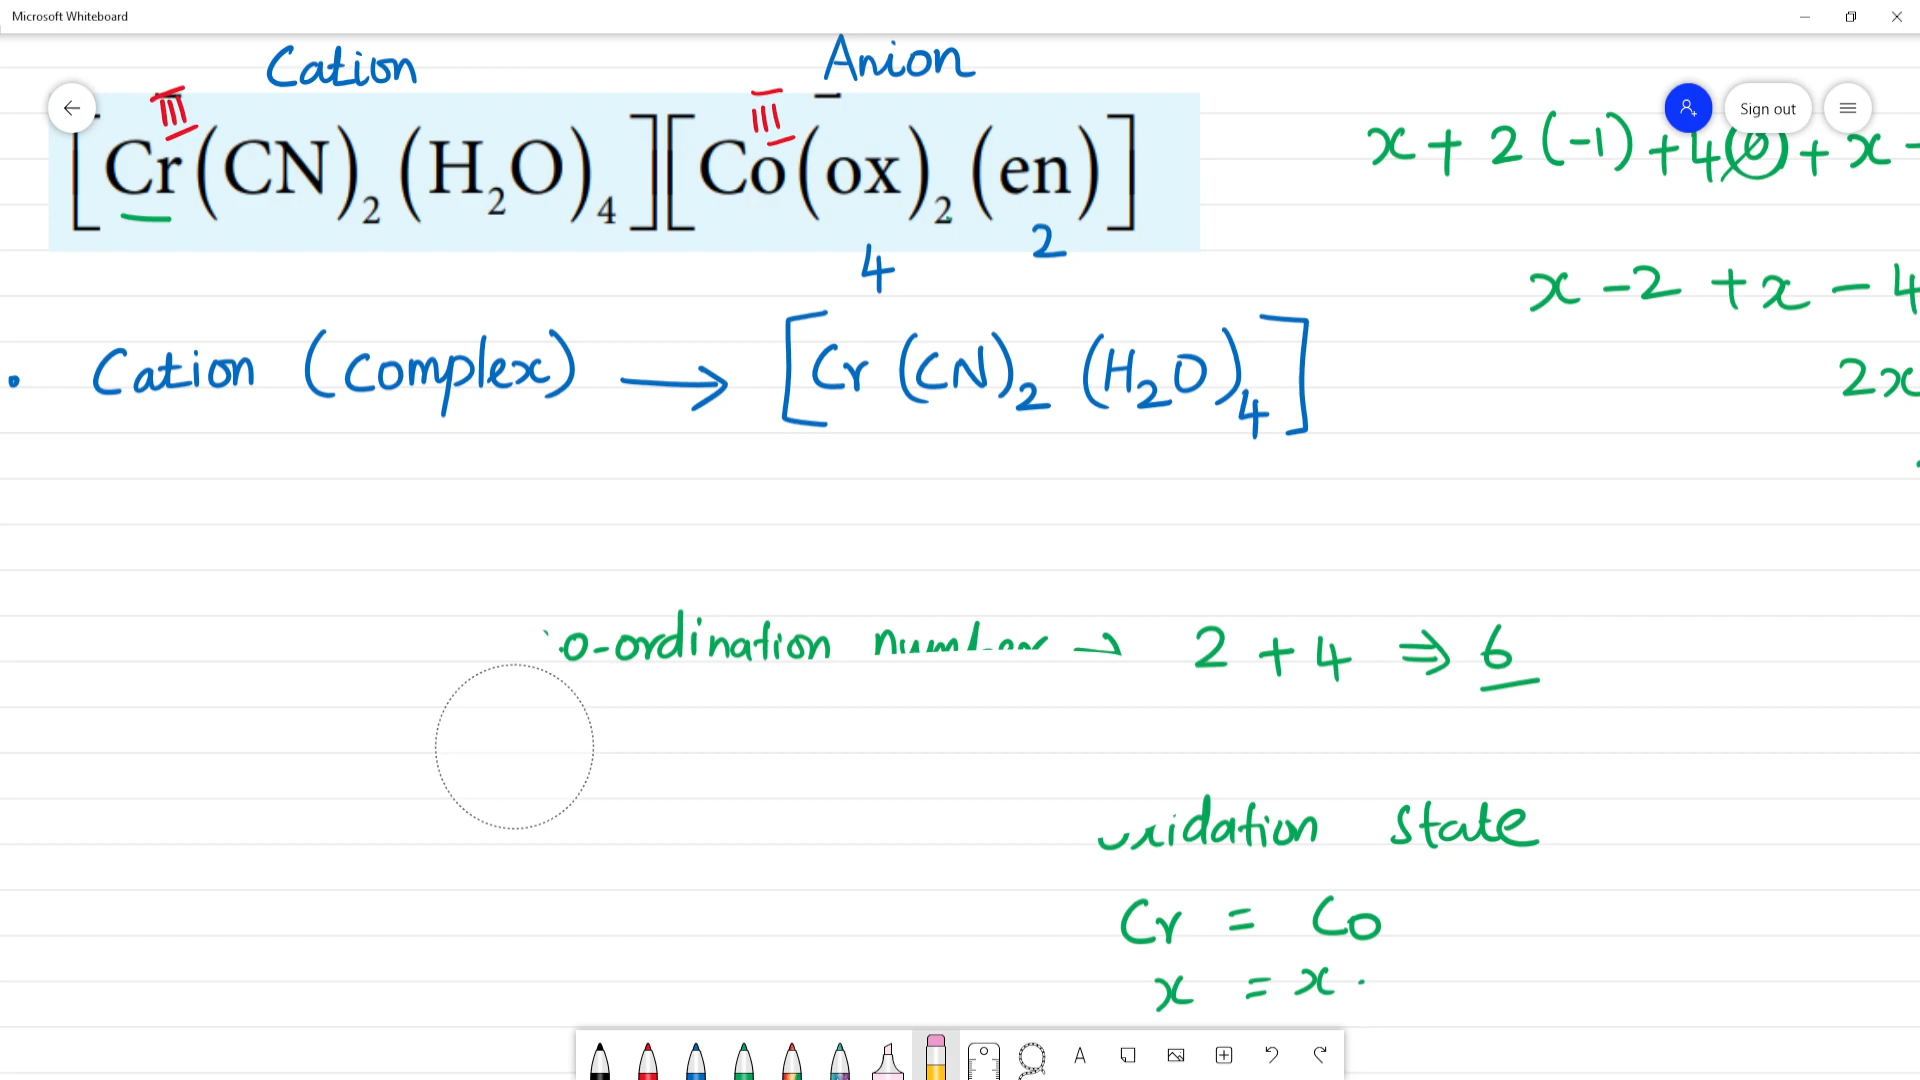 Microsoft Whiteboard
Cation Anion
III III
[Cr(CN)₂(H₂O)₄][Co(ox)₂(en)]
4 2
Sign out
x + 2(-1) + 4(0) + x -
x - 2 + x - 4
2x
. Cation (complex) → [Cr(CN)₂(H₂O)₄]
o-ordination number → 2 + 4 ⇒ 6
xidation state
Cr = Co
x = x .
A